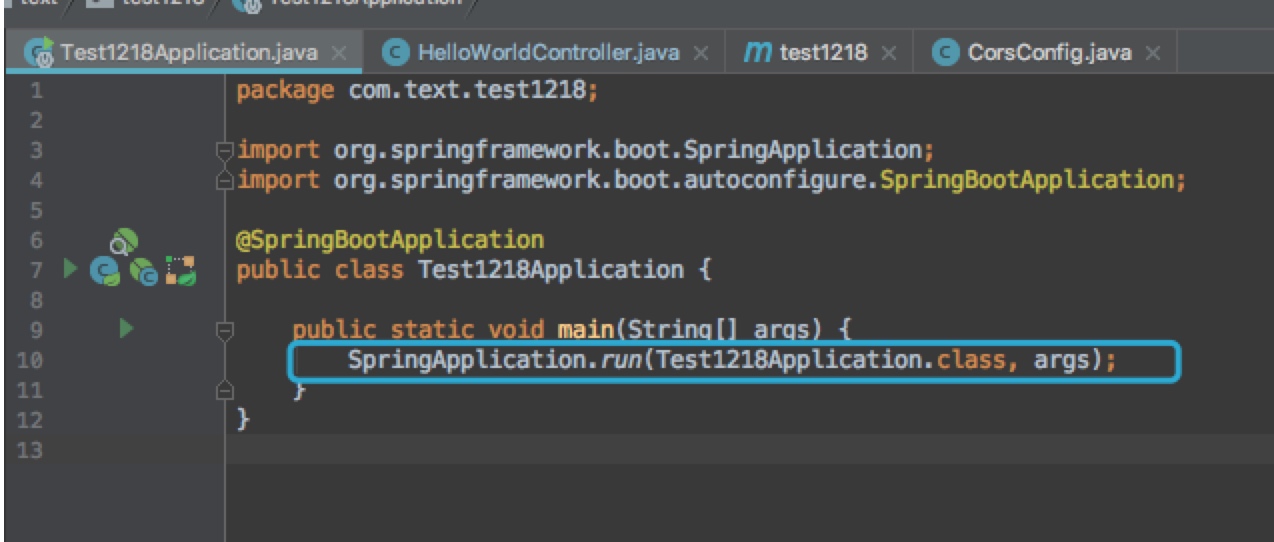 text test1218 Test1218Application
Test1218Application.java HelloWorldController.java m test1218 CorsConfig.java
1 package com.text.test1218;
2
3 import org.springframework.boot.SpringApplication;
4 import org.springframework.boot.autoconfigure.SpringBootApplication;
5
6 @SpringBootApplication
7 public class Test1218Application {
8
9 public static void main(String[] args) {
10 SpringApplication.run(Test1218Application.class, args);
11 }
12 }
13